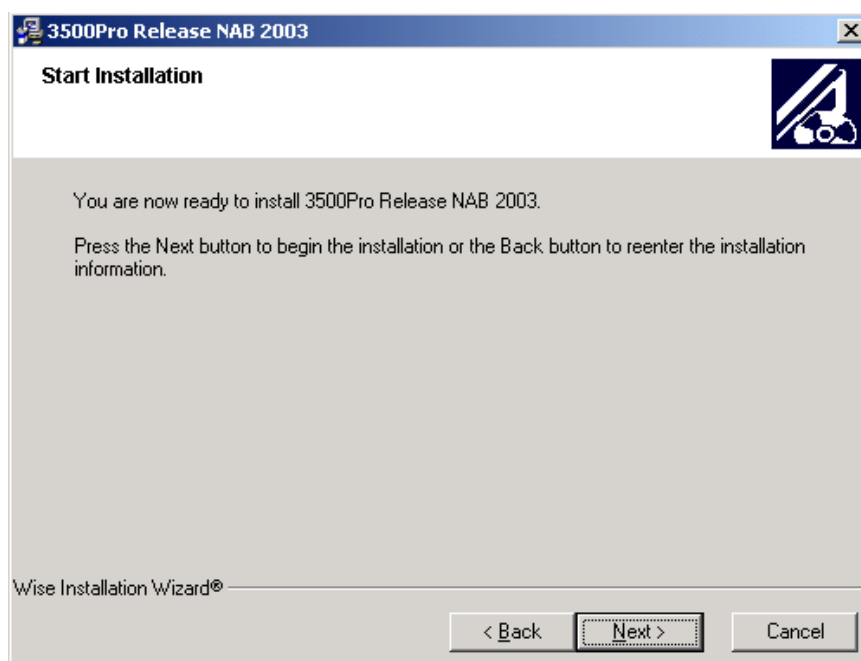 3500Pro Release NAB 2003
Start Installation
You are now ready to install 3500Pro Release NAB 2003.
Press the Next button to begin the installation or the Back button to reenter the installation
information.
Wise Installation Wizard®
< Back Next > Cancel